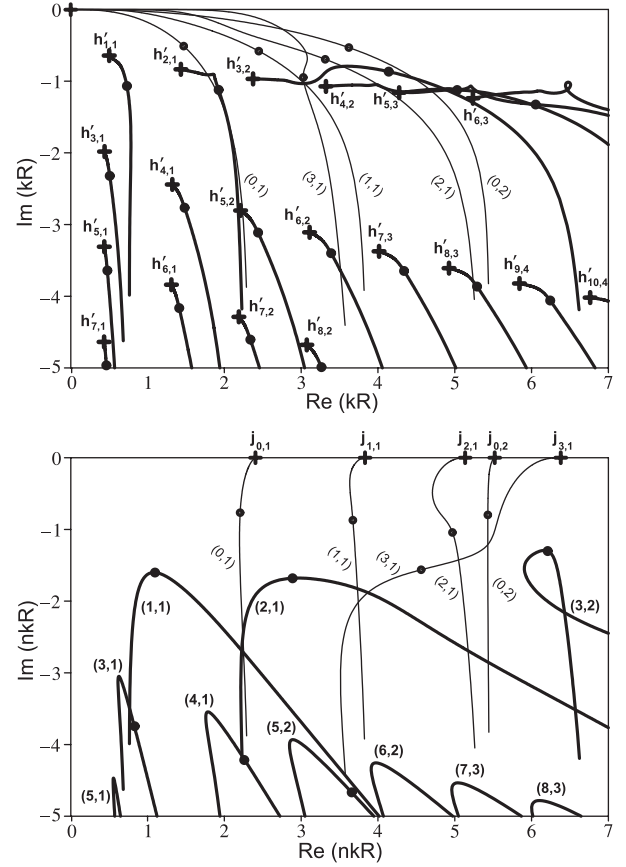 0
−1
−2
−3
−4
−5
Im (kR)
h′1,1
h′2,1
h′3,2
h′4,2
h′5,3
h′6,3
h′3,1
h′4,1
h′5,2
(0,1)
(3,1)
(1,1)
(2,1)
(0,2)
h′5,1
h′6,1
h′6,2
h′7,3
h′8,3
h′9,4
h′10,4
h′7,1
h′7,2
h′8,2
0 1 2 3 4 5 6 7
Re (kR)
j0,1
j1,1
j2,1
j0,2
j3,1
0
−1
−2
−3
−4
−5
Im (nkR)
(0,1)
(1,1)
(3,1)
(2,1)
(0,2)
(1,1)
(2,1)
(3,2)
(3,1)
(4,1)
(5,2)
(6,2)
(7,3)
(8,3)
(5,1)
0 1 2 3 4 5 6 7
Re (nkR)